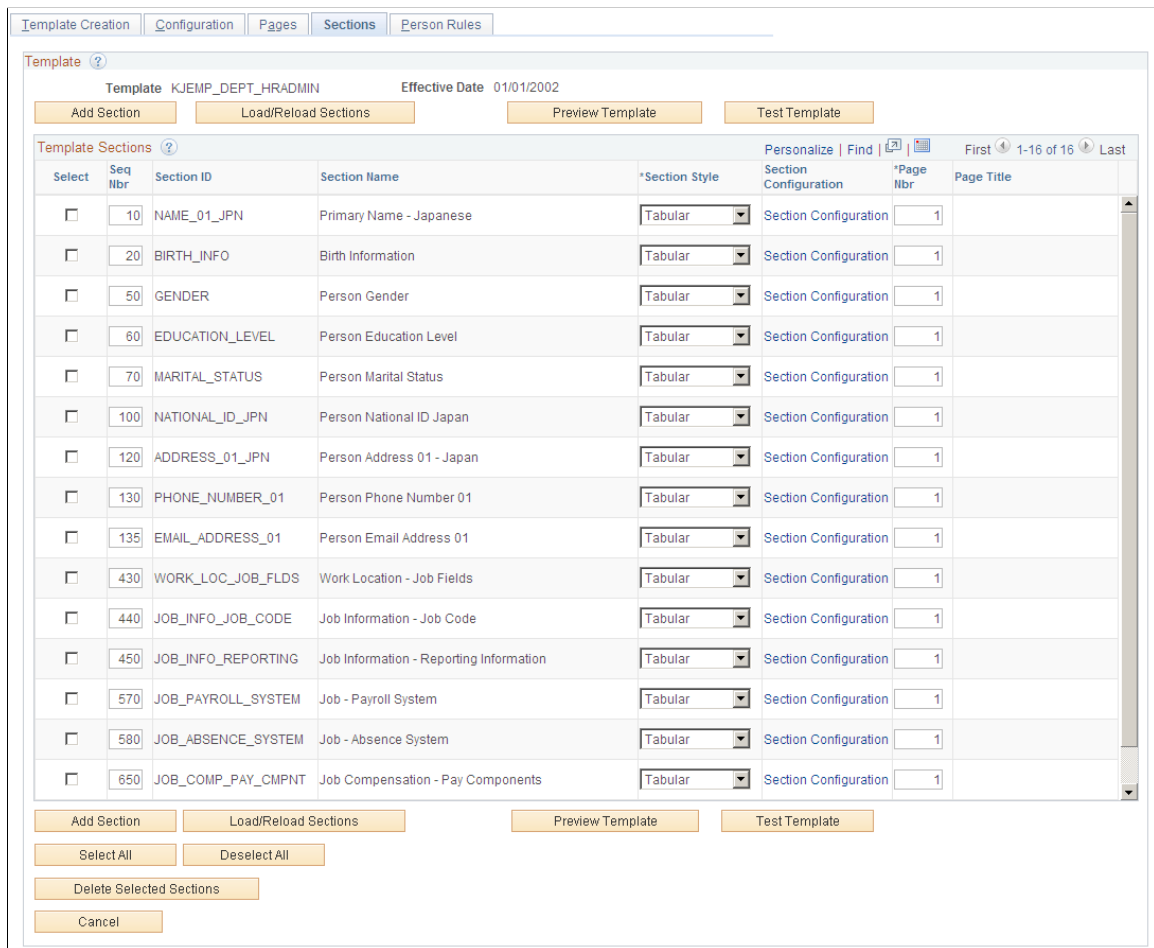 Template Creation Configuration Pages Sections Person Rules
Template ?
Template KJEMP_DEPT_HRADMIN Effective Date 01/01/2002
Add Section Load/Reload Sections Preview Template Test Template
Template Sections ? Personalize | Find | | First 1-16 of 16 Last
Select Seq Nbr Section ID Section Name *Section Style Section Configuration *Page Nbr Page Title
10 NAME_01_JPN Primary Name - Japanese Tabular Section Configuration 1
20 BIRTH_INFO Birth Information Tabular Section Configuration 1
50 GENDER Person Gender Tabular Section Configuration 1
60 EDUCATION_LEVEL Person Education Level Tabular Section Configuration 1
70 MARITAL_STATUS Person Marital Status Tabular Section Configuration 1
100 NATIONAL_ID_JPN Person National ID Japan Tabular Section Configuration 1
120 ADDRESS_01_JPN Person Address 01 - Japan Tabular Section Configuration 1
130 PHONE_NUMBER_01 Person Phone Number 01 Tabular Section Configuration 1
135 EMAIL_ADDRESS_01 Person Email Address 01 Tabular Section Configuration 1
430 WORK_LOC_JOB_FLDS Work Location - Job Fields Tabular Section Configuration 1
440 JOB_INFO_JOB_CODE Job Information - Job Code Tabular Section Configuration 1
450 JOB_INFO_REPORTING Job Information - Reporting Information Tabular Section Configuration 1
570 JOB_PAYROLL_SYSTEM Job - Payroll System Tabular Section Configuration 1
580 JOB_ABSENCE_SYSTEM Job - Absence System Tabular Section Configuration 1
650 JOB_COMP_PAY_CMPNT Job Compensation - Pay Components Tabular Section Configuration 1
Add Section Load/Reload Sections Preview Template Test Template
Select All Deselect All
Delete Selected Sections
Cancel